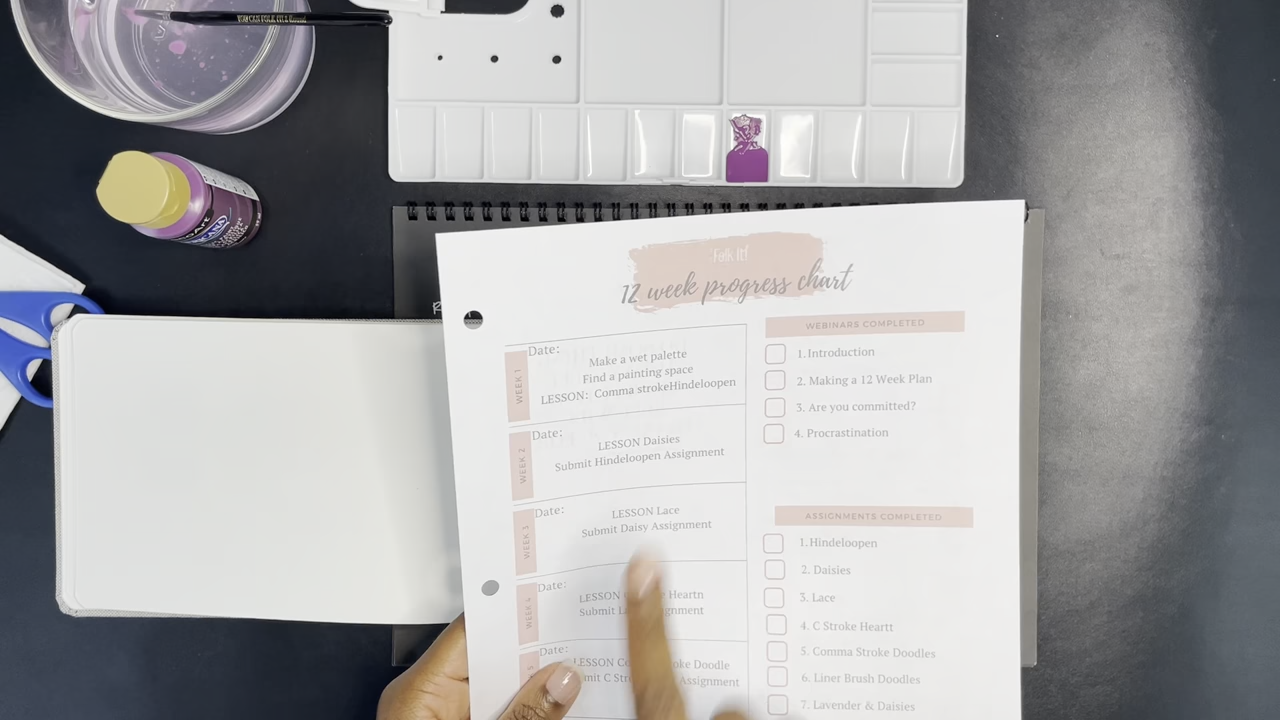 'Folk It!
12 week progress chart
WEEK 1
Date:
Make a wet palette
Find a painting space
LESSON: Comma strokeHindeloopen
WEEK 2
Date:
LESSON Daisies
Submit Hindeloopen Assignment
WEEK 3
Date:
LESSON Lace
Submit Daisy Assignment
WEEK 4
Date:
LESSON Heartn
Submit
Date:
LESSON Doodle
Assignment
WEBINARS COMPLETED
1. Introduction
2. Making a 12 Week Plan
3. Are you committed?
4. Procrastination
ASSIGNMENTS COMPLETED
1. Hindeloopen
2. Daisies
3. Lace
4. C Stroke Heartt
5. Comma Stroke Doodles
6. Liner Brush Doodles
7. Lavender & Daisies